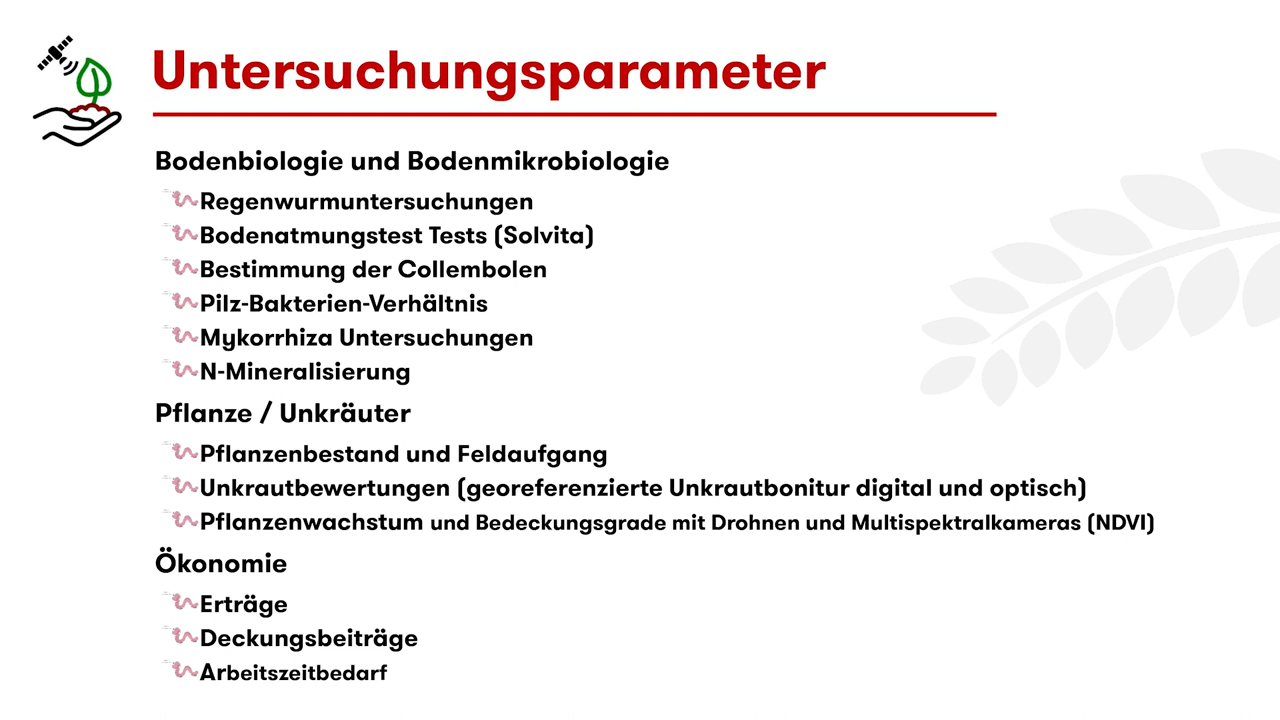 Untersuchungsparameter
Bodenbiologie und Bodenmikrobiologie
Regenwurmuntersuchungen
Bodenatmungstest Tests (Solvita)
Bestimmung der Collembolen
Pilz-Bakterien-Verhältnis
Mykorrhiza Untersuchungen
N-Mineralisierung
Pflanze / Unkräuter
Pflanzenbestand und Feldaufgang
Unkrautbewertungen (georeferenzierte Unkrautbonitur digital und optisch)
Pflanzenwachstum und Bedeckungsgrade mit Drohnen und Multispektralkameras (NDVI)
Ökonomie
Erträge
Deckungsbeiträge
Arbeitszeitbedarf